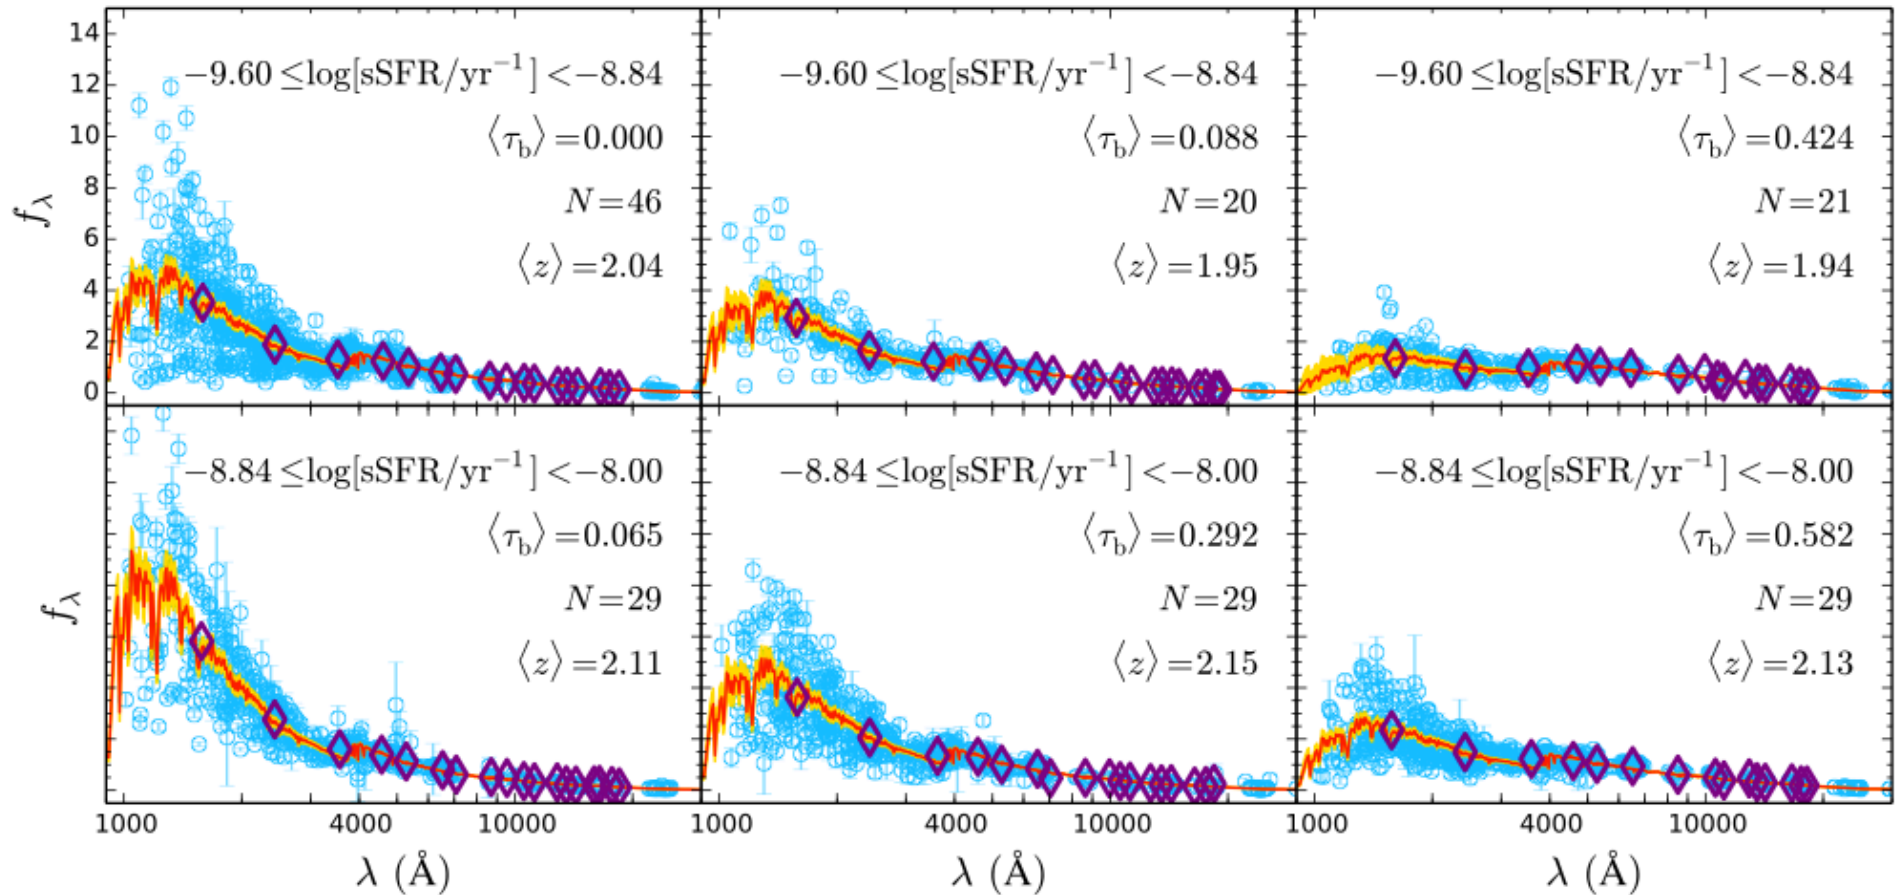 14
12
10
8
6
4
2
0
f_λ
−9.60 ≤log[sSFR/yr⁻¹] <−8.84
⟨τ_b⟩ =0.000
N=46
⟨z⟩ =2.04
−9.60 ≤log[sSFR/yr⁻¹] <−8.84
⟨τ_b⟩ =0.088
N=20
⟨z⟩ =1.95
−9.60 ≤log[sSFR/yr⁻¹] <−8.84
⟨τ_b⟩ =0.424
N=21
⟨z⟩ =1.94
f_λ
−8.84 ≤log[sSFR/yr⁻¹] <−8.00
⟨τ_b⟩ =0.065
N=29
⟨z⟩ =2.11
−8.84 ≤log[sSFR/yr⁻¹] <−8.00
⟨τ_b⟩ =0.292
N=29
⟨z⟩ =2.15
−8.84 ≤log[sSFR/yr⁻¹] <−8.00
⟨τ_b⟩ =0.582
N=29
⟨z⟩ =2.13
1000 4000 10000 1000 4000 10000 1000 4000 10000
λ (Å) λ (Å) λ (Å)